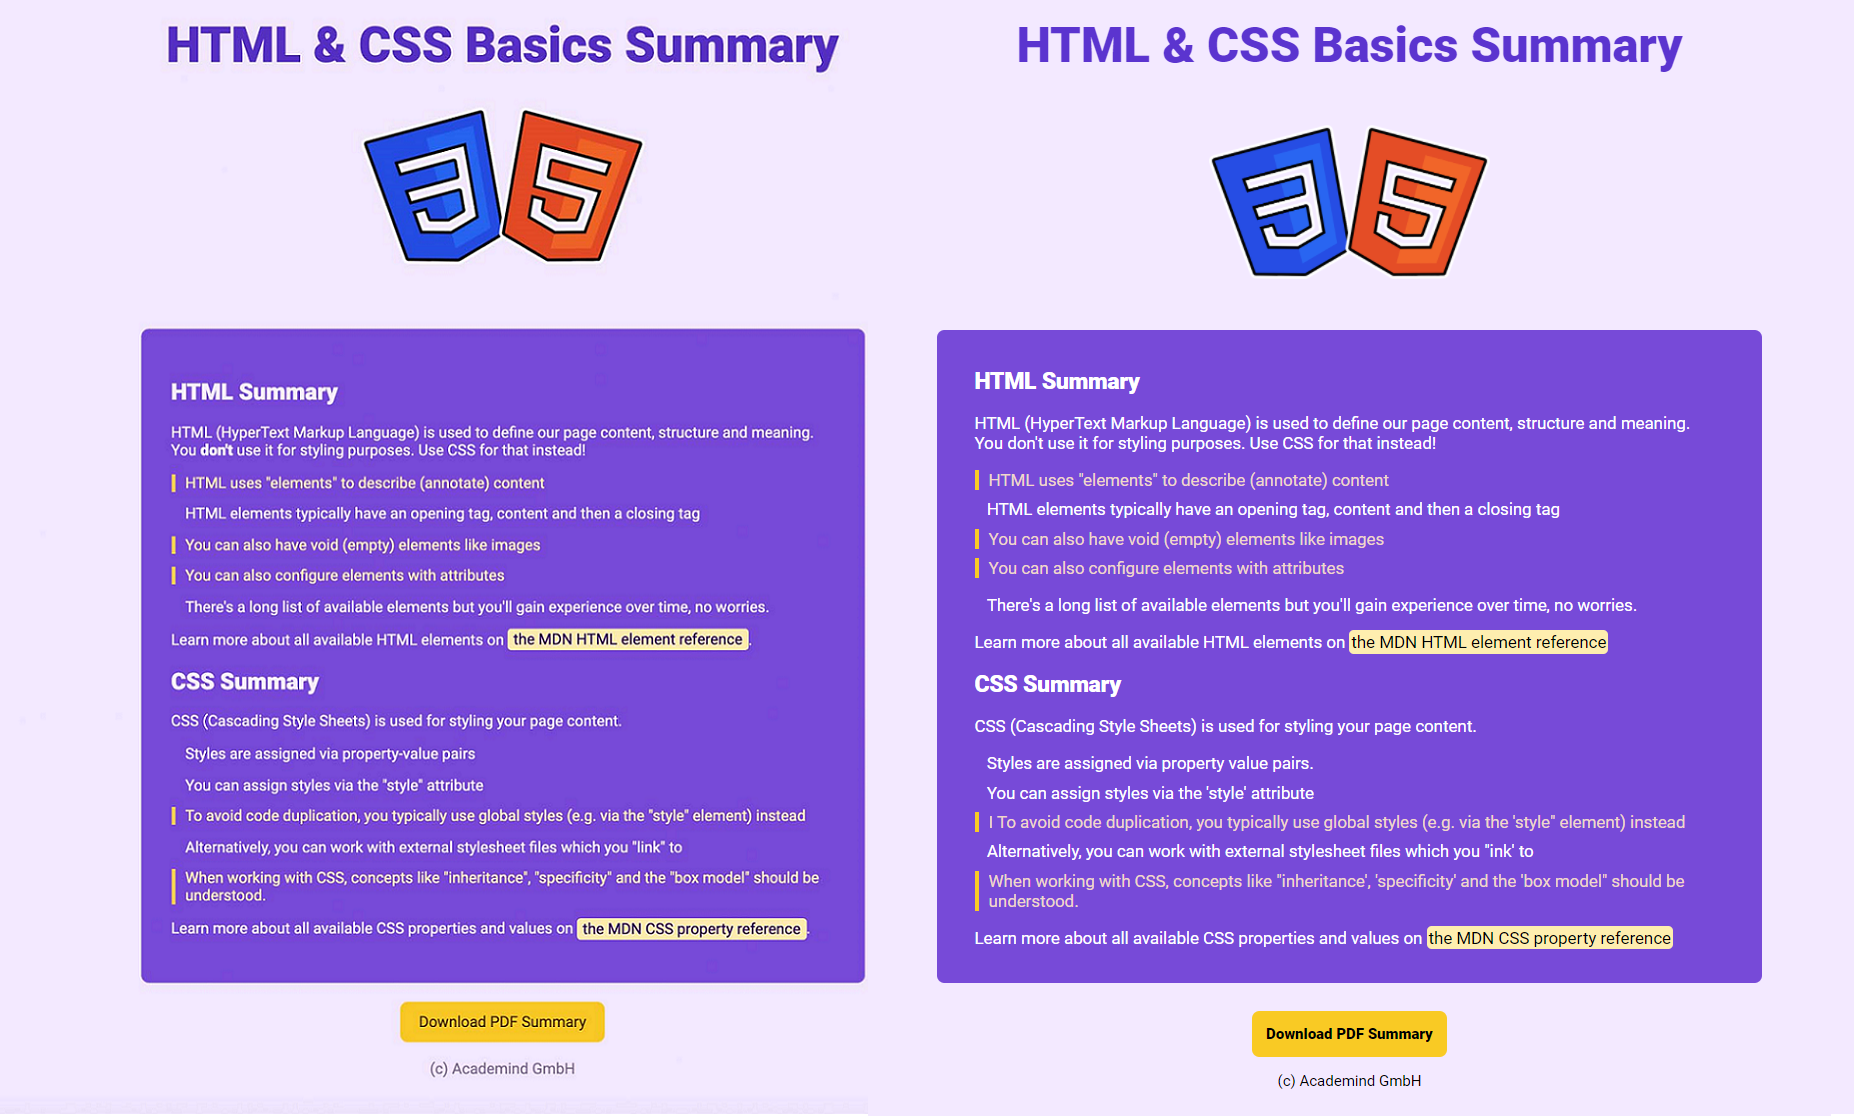 HTML & CSS Basics Summary
HTML Summary
HTML (HyperText Markup Language) is used to define our page content, structure and meaning.
You don't use it for styling purposes. Use CSS for that instead!
HTML uses "elements" to describe (annotate) content
HTML elements typically have an opening tag, content and then a closing tag
You can also have void (empty) elements like images
You can also configure elements with attributes
There's a long list of available elements but you'll gain experience over time, no worries.
Learn more about all available HTML elements on the MDN HTML element reference.
CSS Summary
CSS (Cascading Style Sheets) is used for styling your page content.
Styles are assigned via property-value pairs
You can assign styles via the "style" attribute
To avoid code duplication, you typically use global styles (e.g. via the "style" element) instead
Alternatively, you can work with external stylesheet files which you "link" to
When working with CSS, concepts like "inheritance", "specificity" and the "box model" should be
understood.
Learn more about all available CSS properties and values on the MDN CSS property reference.
Download PDF Summary
(c) Academind GmbH
HTML & CSS Basics Summary
HTML Summary
HTML (HyperText Markup Language) is used to define our page content, structure and meaning.
You don't use it for styling purposes. Use CSS for that instead!
HTML uses "elements" to describe (annotate) content
HTML elements typically have an opening tag, content and then a closing tag
You can also have void (empty) elements like images
You can also configure elements with attributes
There's a long list of available elements but you'll gain experience over time, no worries.
Learn more about all available HTML elements on the MDN HTML element reference
CSS Summary
CSS (Cascading Style Sheets) is used for styling your page content.
Styles are assigned via property value pairs.
You can assign styles via the 'style' attribute
I To avoid code duplication, you typically use global styles (e.g. via the 'style" element) instead
Alternatively, you can work with external stylesheet files which you "ink' to
When working with CSS, concepts like "inheritance', 'specificity' and the 'box model" should be
understood.
Learn more about all available CSS properties and values on the MDN CSS property reference
Download PDF Summary
(c) Academind GmbH